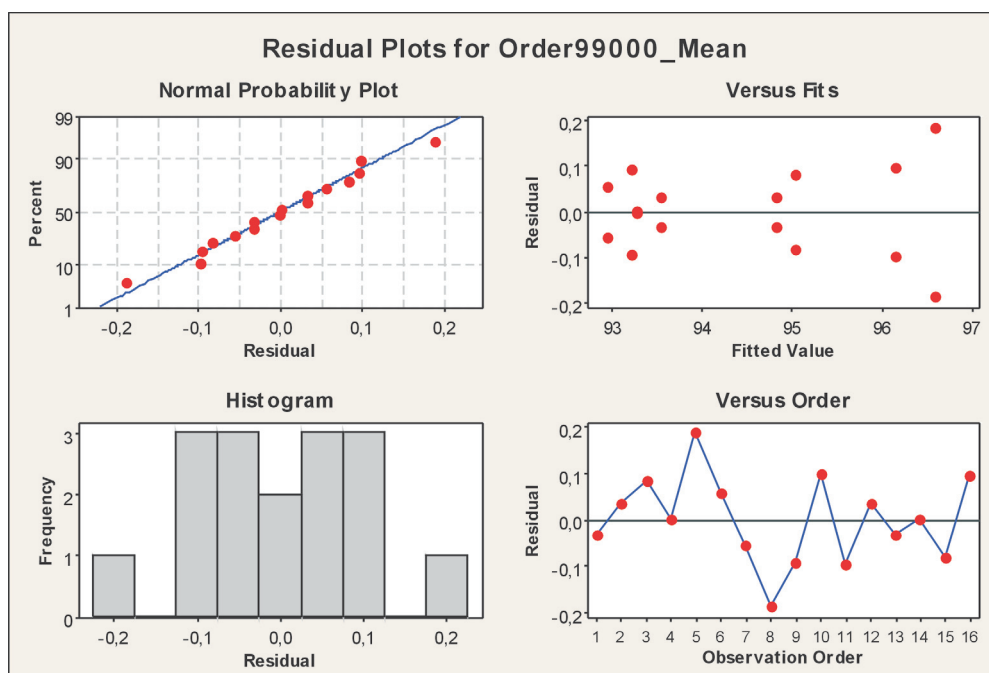 Residual Plots for Order99000_Mean
Normal Probability Plot
Percent
99
90
50
10
1
-0,2 -0,1 0,0 0,1 0,2
Residual
Versus Fits
Residual
0,2
0,1
0,0
-0,1
-0,2
93 94 95 96 97
Fitted Value
Histogram
Frequency
3
2
1
0
-0,2 -0,1 0,0 0,1 0,2
Residual
Versus Order
Residual
0,2
0,1
0,0
-0,1
-0,2
1 2 3 4 5 6 7 8 9 10 11 12 13 14 15 16
Observation Order